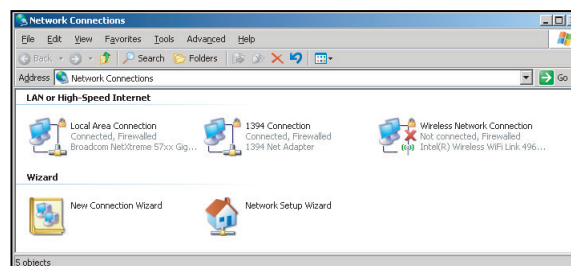 Network Connections
File Edit View Favorites Tools Advanced Help
Back Search Folders
Address Network Connections Go
LAN or High-Speed Internet
Local Area Connection
Connected, Firewalled
Broadcom NetXtreme 57xx Gig...
1394 Connection
Connected, Firewalled
1394 Net Adapter
Wireless Network Connection
Not connected, Firewalled
Intel(R) Wireless WiFi Link 496...
Wizard
New Connection Wizard
Network Setup Wizard
5 objects